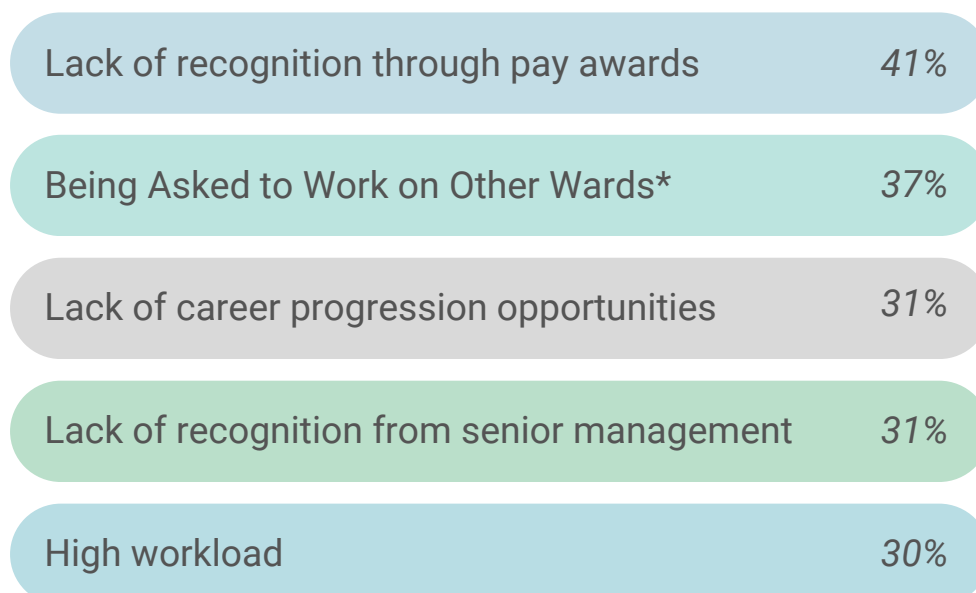 Lack of recognition through pay awards 41%
Being Asked to Work on Other Wards* 37%
Lack of career progression opportunities 31%
Lack of recognition from senior management 31%
High workload 30%